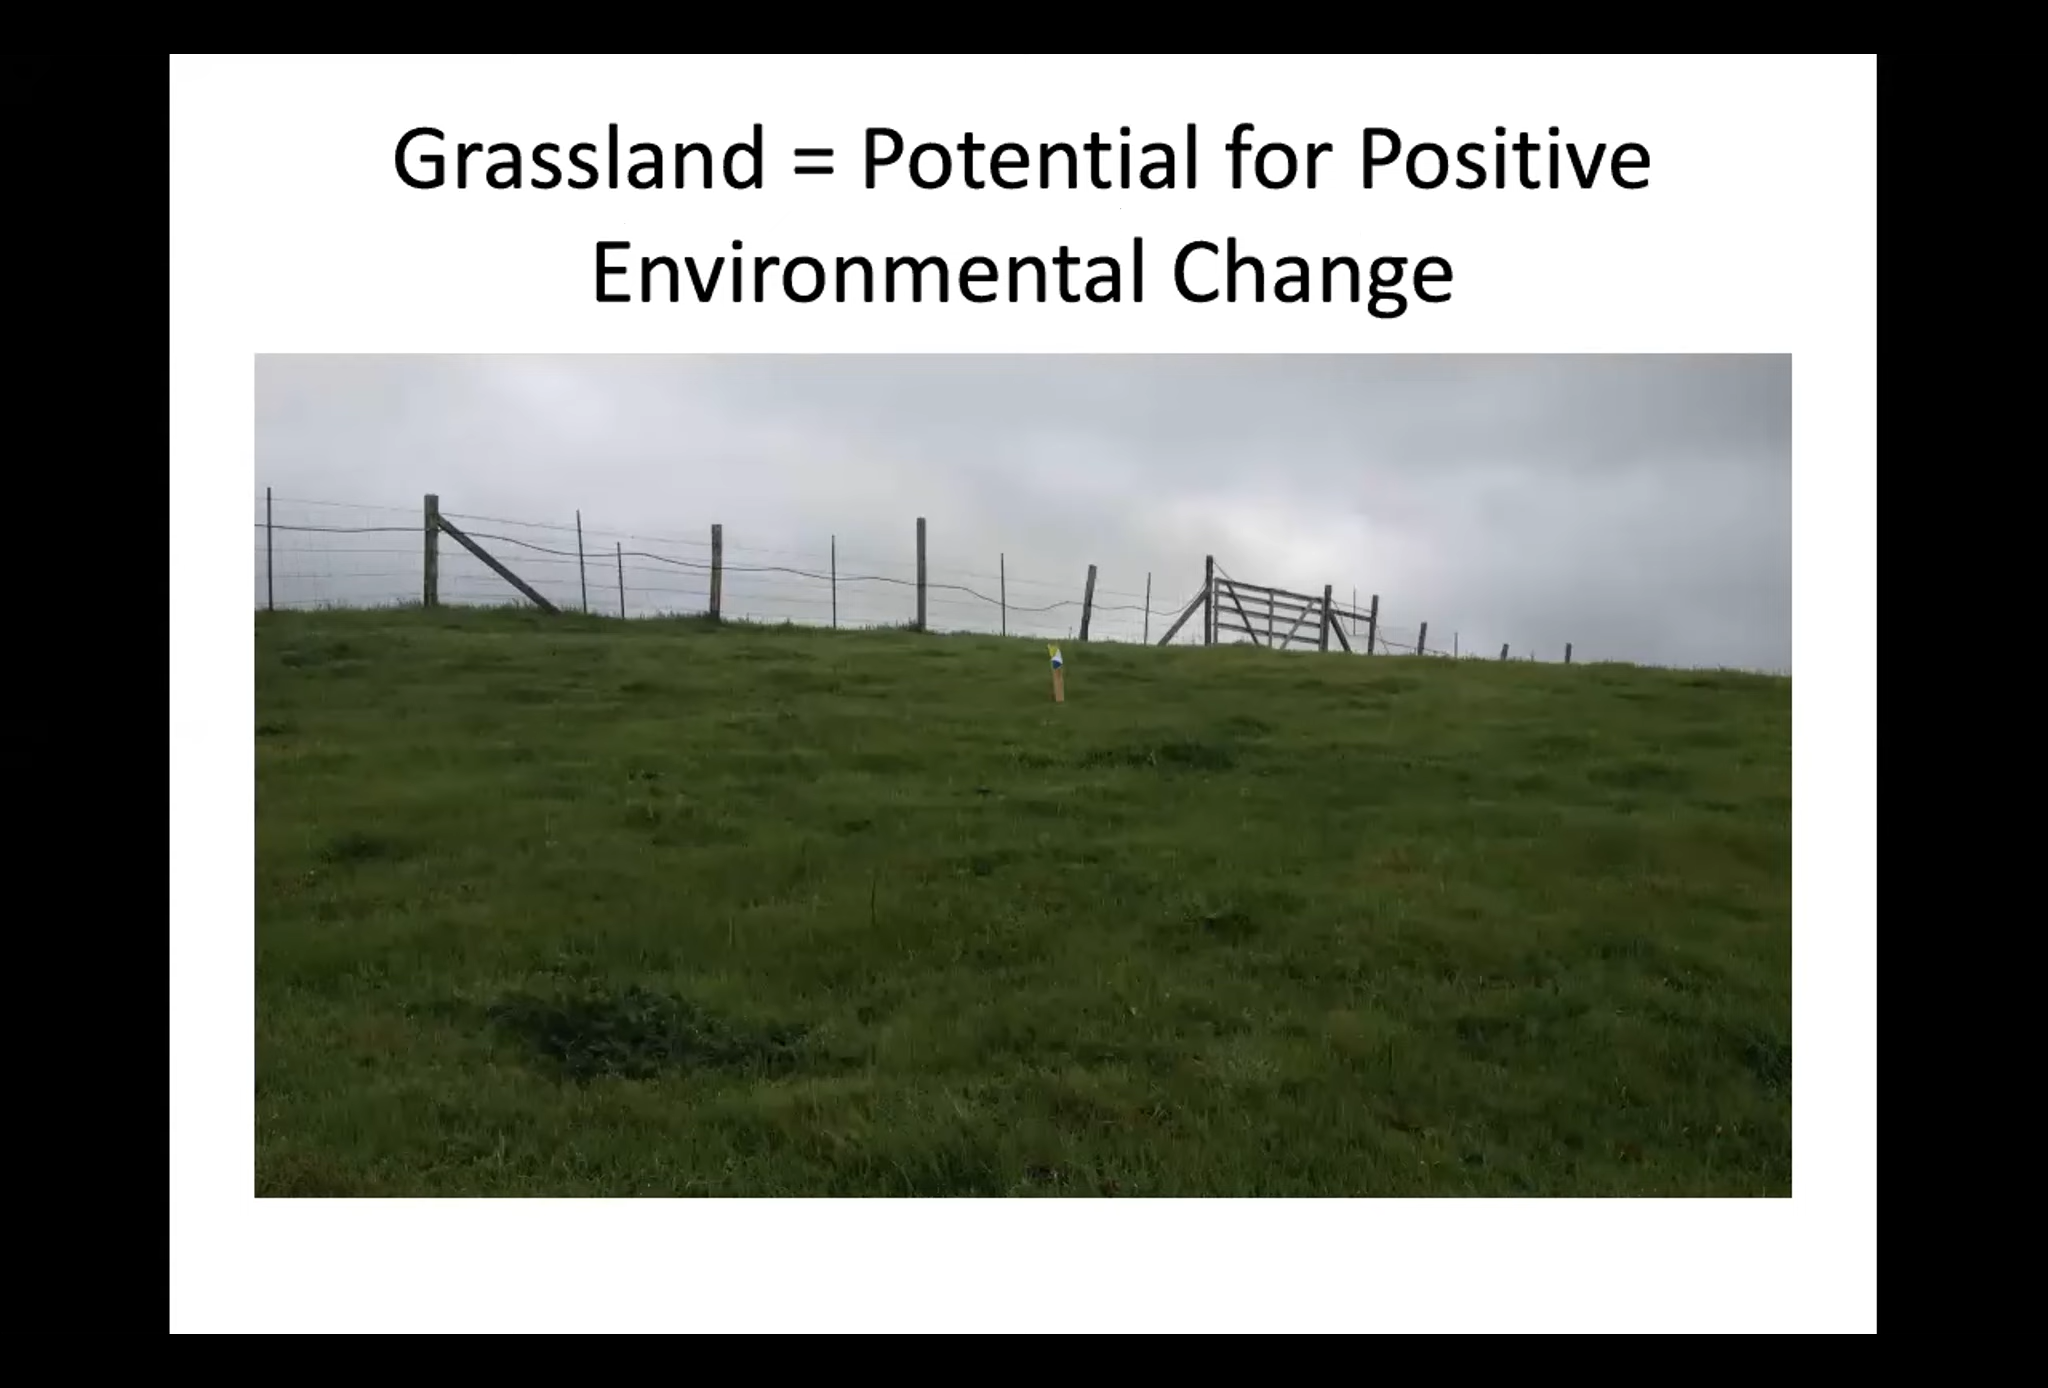 Grassland = Potential for Positive
Environmental Change